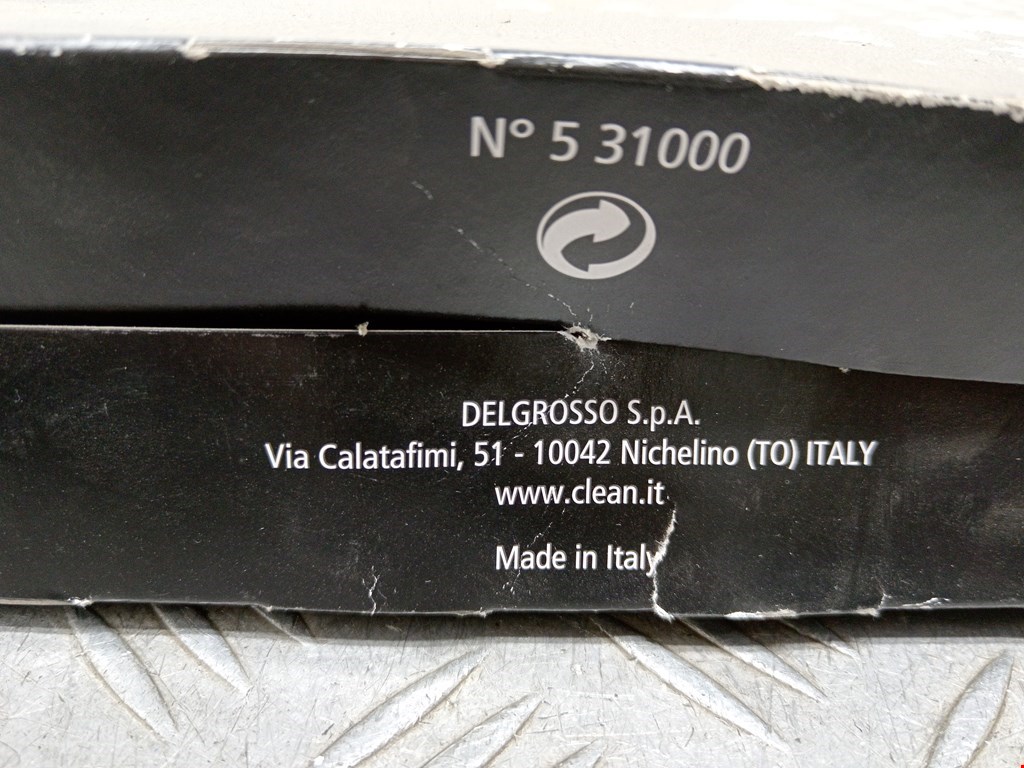 N° 5 31000
DELGROSSO S.p.A.
Via Calatafimi, 51 - 10042 Nichelino (TO) ITALY
www.clean.it
Made in Italy